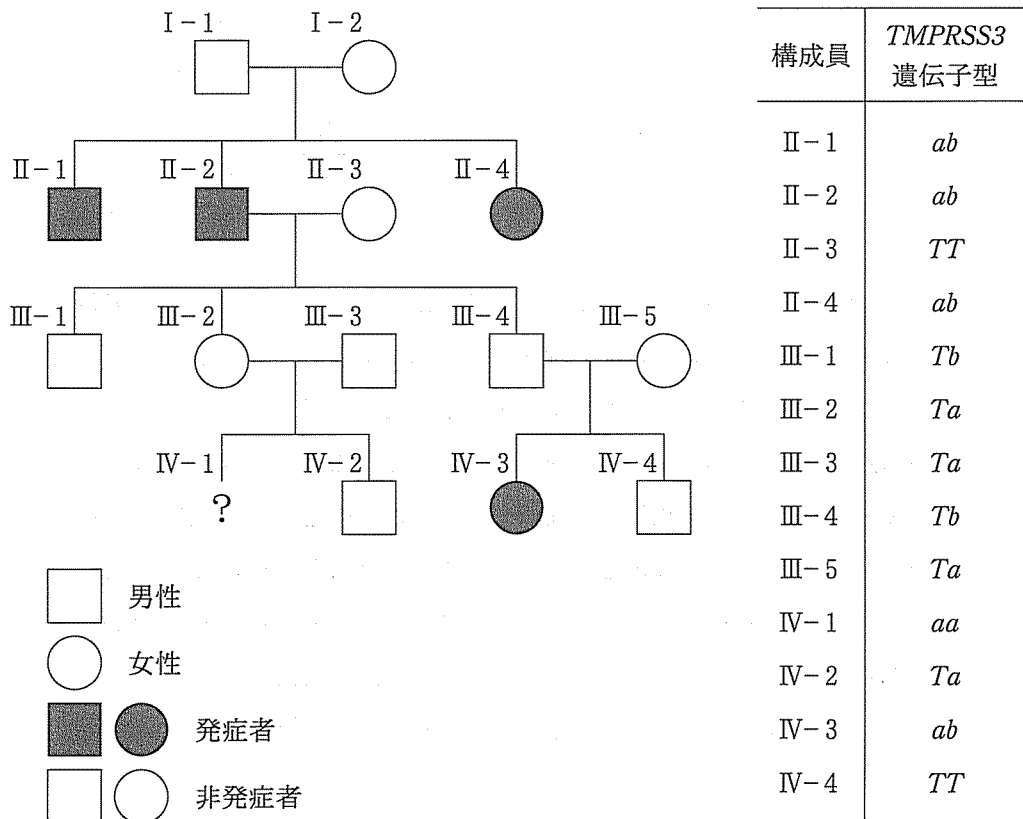 I-1
I-2
II-1
II-2
II-3
II-4
III-1
III-2
III-3
III-4
III-5
IV-1
IV-2
IV-3
IV-4
?
男性
女性
発症者
非発症者
構成員 TMPRSS3 遺伝子型
II-1 ab
II-2 ab
II-3 TT
II-4 ab
III-1 Tb
III-2 Ta
III-3 Ta
III-4 Tb
III-5 Ta
IV-1 aa
IV-2 Ta
IV-3 ab
IV-4 TT